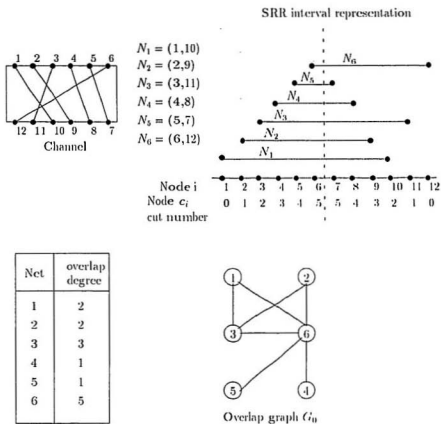 SRR interval representation
1 2 3 4 5 6
12 11 10 9 8 7
Channel
N1 = (1,10)
N2 = (2,9)
N3 = (3,11)
N4 = (4,8)
N5 = (5,7)
N6 = (6,12)
N6
N5
N4
N3
N2
N1
Node i 1 2 3 4 5 6 7 8 9 10 11 12
Node ci 0 1 2 3 4 5 5 4 3 2 1 0
cut number
Net overlap degree
1 2
2 2
3 3
4 1
5 1
6 5
1 2
3 6
5 4
Overlap graph G0